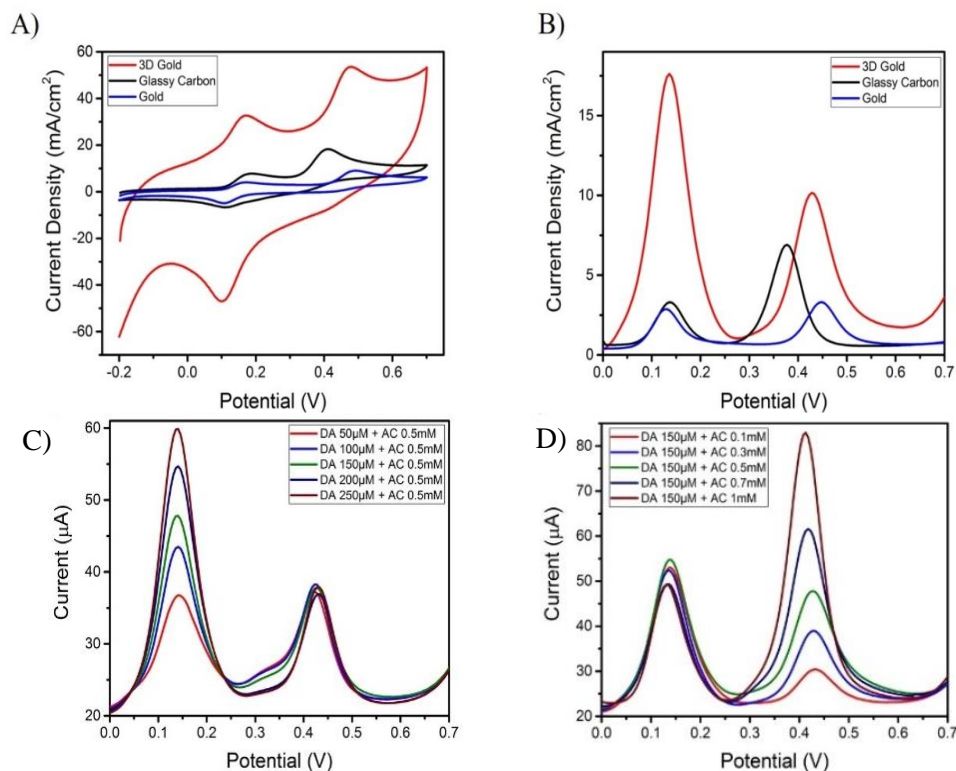 A)
3D Gold
Glassy Carbon
Gold
Current Density (mA/cm²)
60
40
20
0
-20
-40
-60
-0.2 0.0 0.2 0.4 0.6
Potential (V)
B)
3D Gold
Glassy Carbon
Gold
Current Density (mA/cm²)
15
10
5
0
0.0 0.1 0.2 0.3 0.4 0.5 0.6 0.7
Potential (V)
C)
DA 50µM + AC 0.5mM
DA 100µM + AC 0.5mM
DA 150µM + AC 0.5mM
DA 200µM + AC 0.5mM
DA 250µM + AC 0.5mM
Current (µA)
60
50
40
30
20
0.0 0.1 0.2 0.3 0.4 0.5 0.6 0.7
Potential (V)
D)
DA 150µM + AC 0.1mM
DA 150µM + AC 0.3mM
DA 150µM + AC 0.5mM
DA 150µM + AC 0.7mM
DA 150µM + AC 1mM
Current (µA)
80
70
60
50
40
30
20
0.0 0.1 0.2 0.3 0.4 0.5 0.6 0.7
Potential (V)